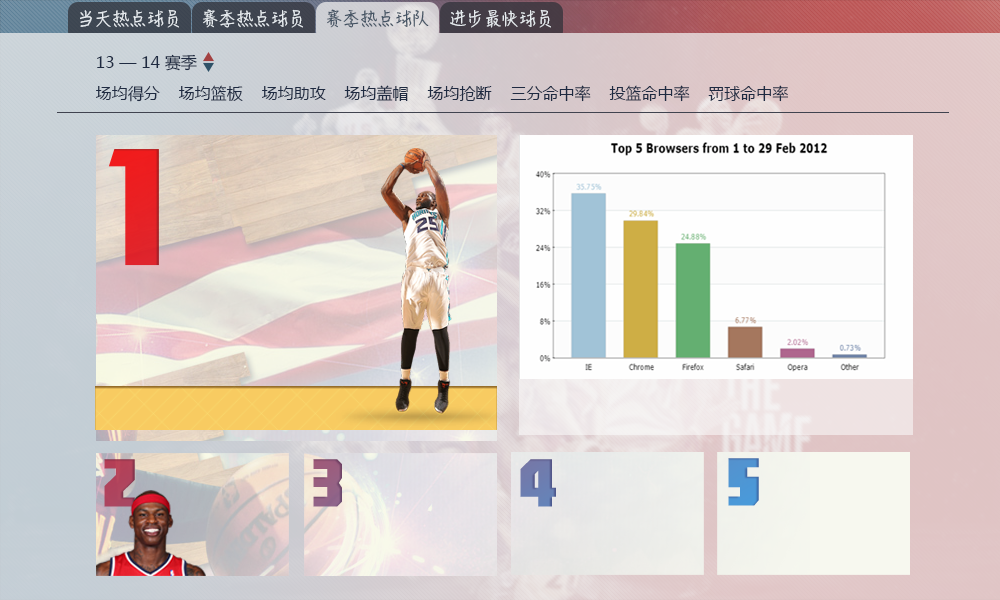 当天热点球员 赛季热点球员 赛季热点球队 进步最快球员
13 — 14 赛季
场均得分 场均篮板 场均助攻 场均盖帽 场均抢断 三分命中率 投篮命中率 罚球命中率
1
25
Top 5 Browsers from 1 to 29 Feb 2012
40%
32%
24%
16%
8%
0%
35.75%
29.84%
24.88%
6.77%
2.02%
0.73%
IE Chrome Firefox Safari Opera Other
THE
GAME
2
3
4
5